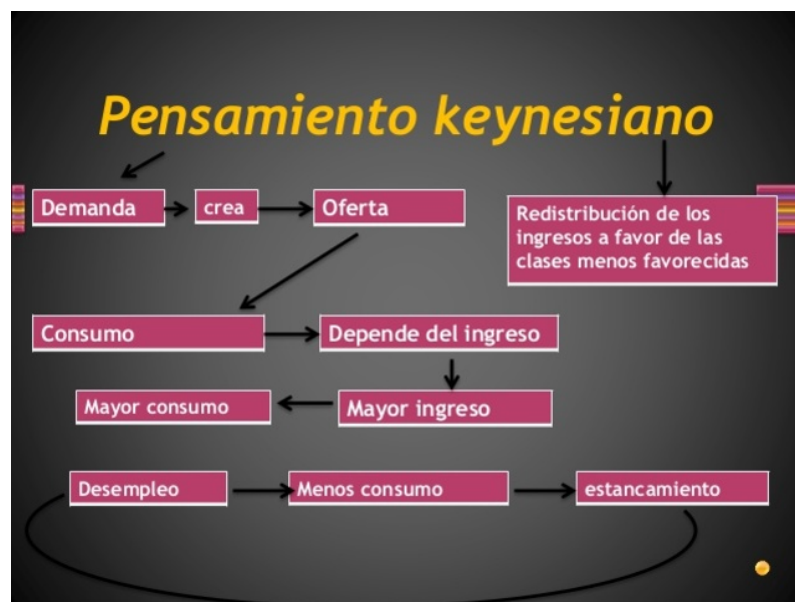 Pensamiento keynesiano
Demanda
crea
Oferta
Redistribución de los
ingresos a favor de las
clases menos favorecidas
Consumo
Depende del ingreso
Mayor consumo
Mayor ingreso
Desempleo
Menos consumo
estancamiento